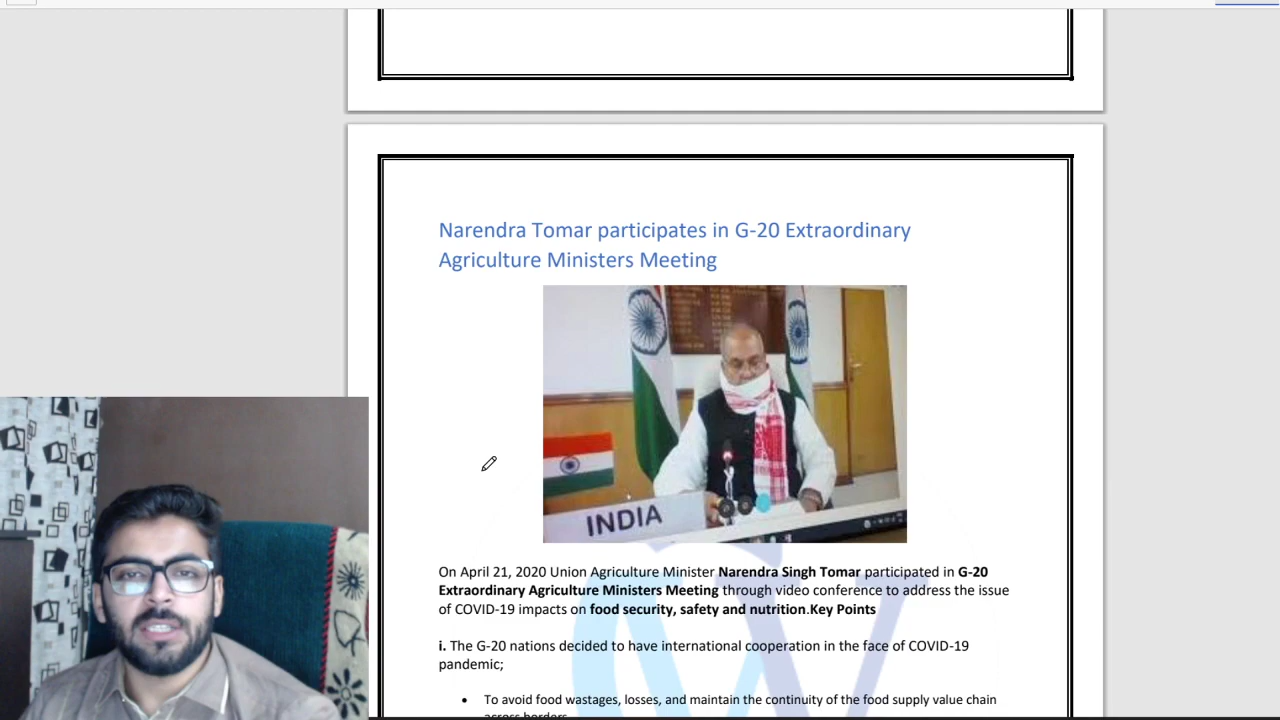 Narendra Tomar participates in G-20 Extraordinary
Agriculture Ministers Meeting
INDIA
On April 21, 2020 Union Agriculture Minister Narendra Singh Tomar participated in G-20
Extraordinary Agriculture Ministers Meeting through video conference to address the issue
of COVID-19 impacts on food security, safety and nutrition.Key Points
i. The G-20 nations decided to have international cooperation in the face of COVID-19
pandemic;
• To avoid food wastages, losses, and maintain the continuity of the food supply value chain
across borders